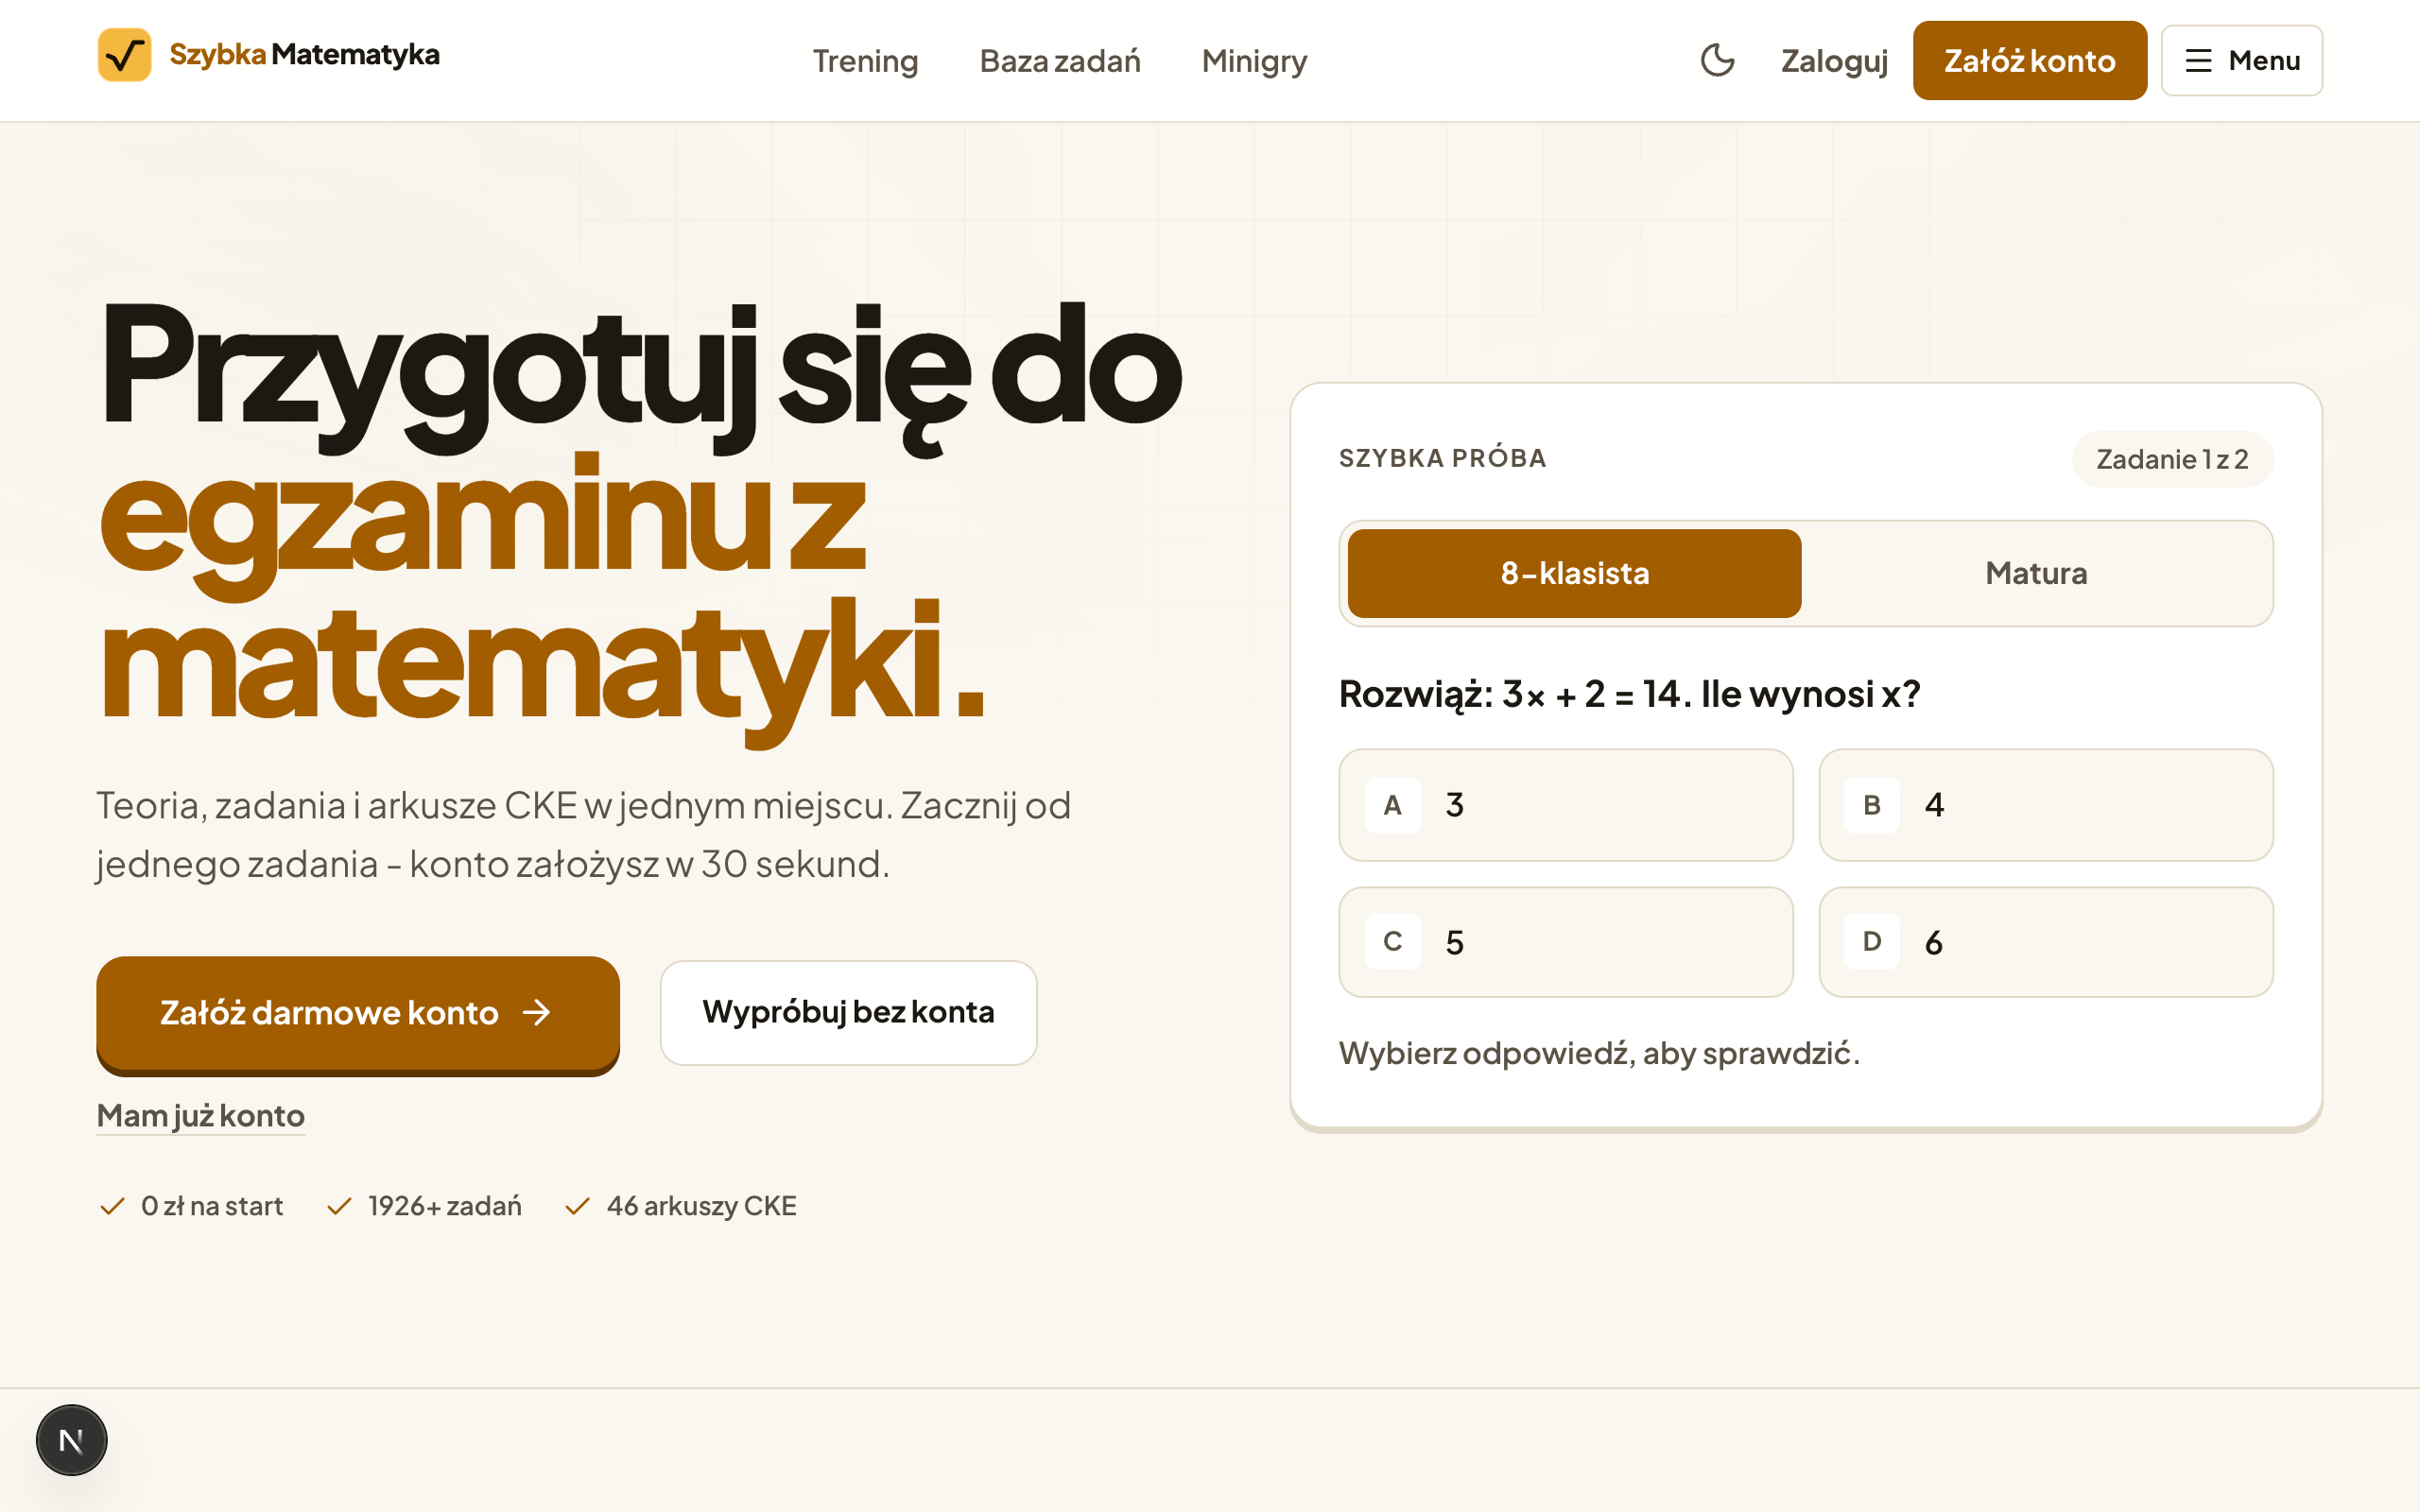 Szybka Matematyka
Trening
Baza zadań
Minigry
Zaloguj
Załóż konto
Menu
Przygotuj się do
egzaminu z
matematyki.
Teoria, zadania i arkusze CKE w jednym miejscu. Zacznij od
jednego zadania - konto założysz w 30 sekund.
Załóż darmowe konto →
Wypróbuj bez konta
Mam już konto
0 zł na start
1926+ zadań
46 arkuszy CKE
SZYBKA PRÓBA
Zadanie 1 z 2
8-klasista
Matura
Rozwiąż: 3× + 2 = 14. Ile wynosi x?
A 3
B 4
C 5
D 6
Wybierz odpowiedź, aby sprawdzić.
N